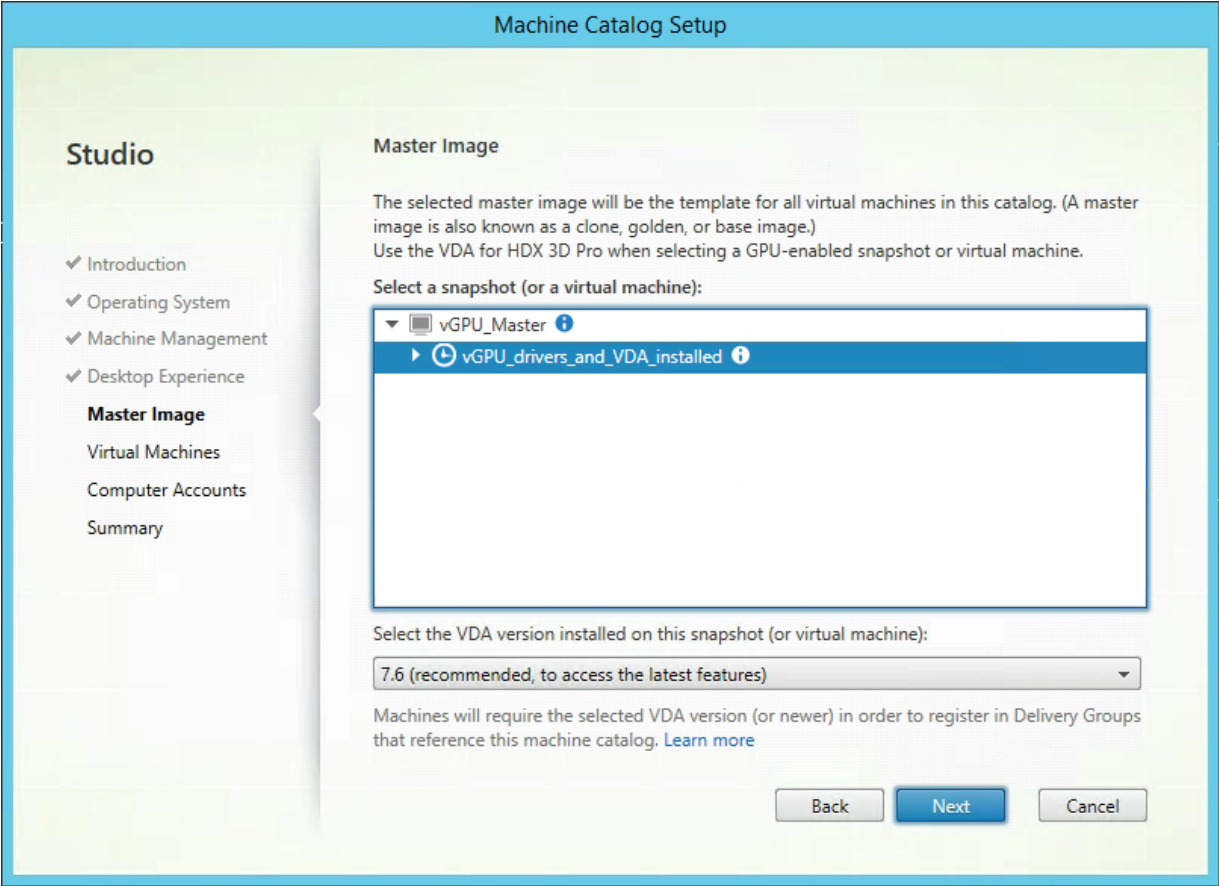 Machine Catalog Setup
Studio
Introduction
Operating System
Machine Management
Desktop Experience
Master Image
Virtual Machines
Computer Accounts
Summary
Master Image
The selected master image will be the template for all virtual machines in this catalog. (A master
image is also known as a clone, golden, or base image.)
Use the VDA for HDX 3D Pro when selecting a GPU-enabled snapshot or virtual machine.
Select a snapshot (or a virtual machine):
vGPU_Master
vGPU_drivers_and_VDA_installed
Select the VDA version installed on this snapshot (or virtual machine):
7.6 (recommended, to access the latest features)
Machines will require the selected VDA version (or newer) in order to register in Delivery Groups
that reference this machine catalog. Learn more
Back
Next
Cancel